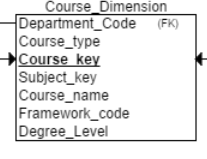 Course_Dimension
Department_Code (FK)
Course_type
Course_key
Subject_key
Course_name
Framework_code
Degree_Level